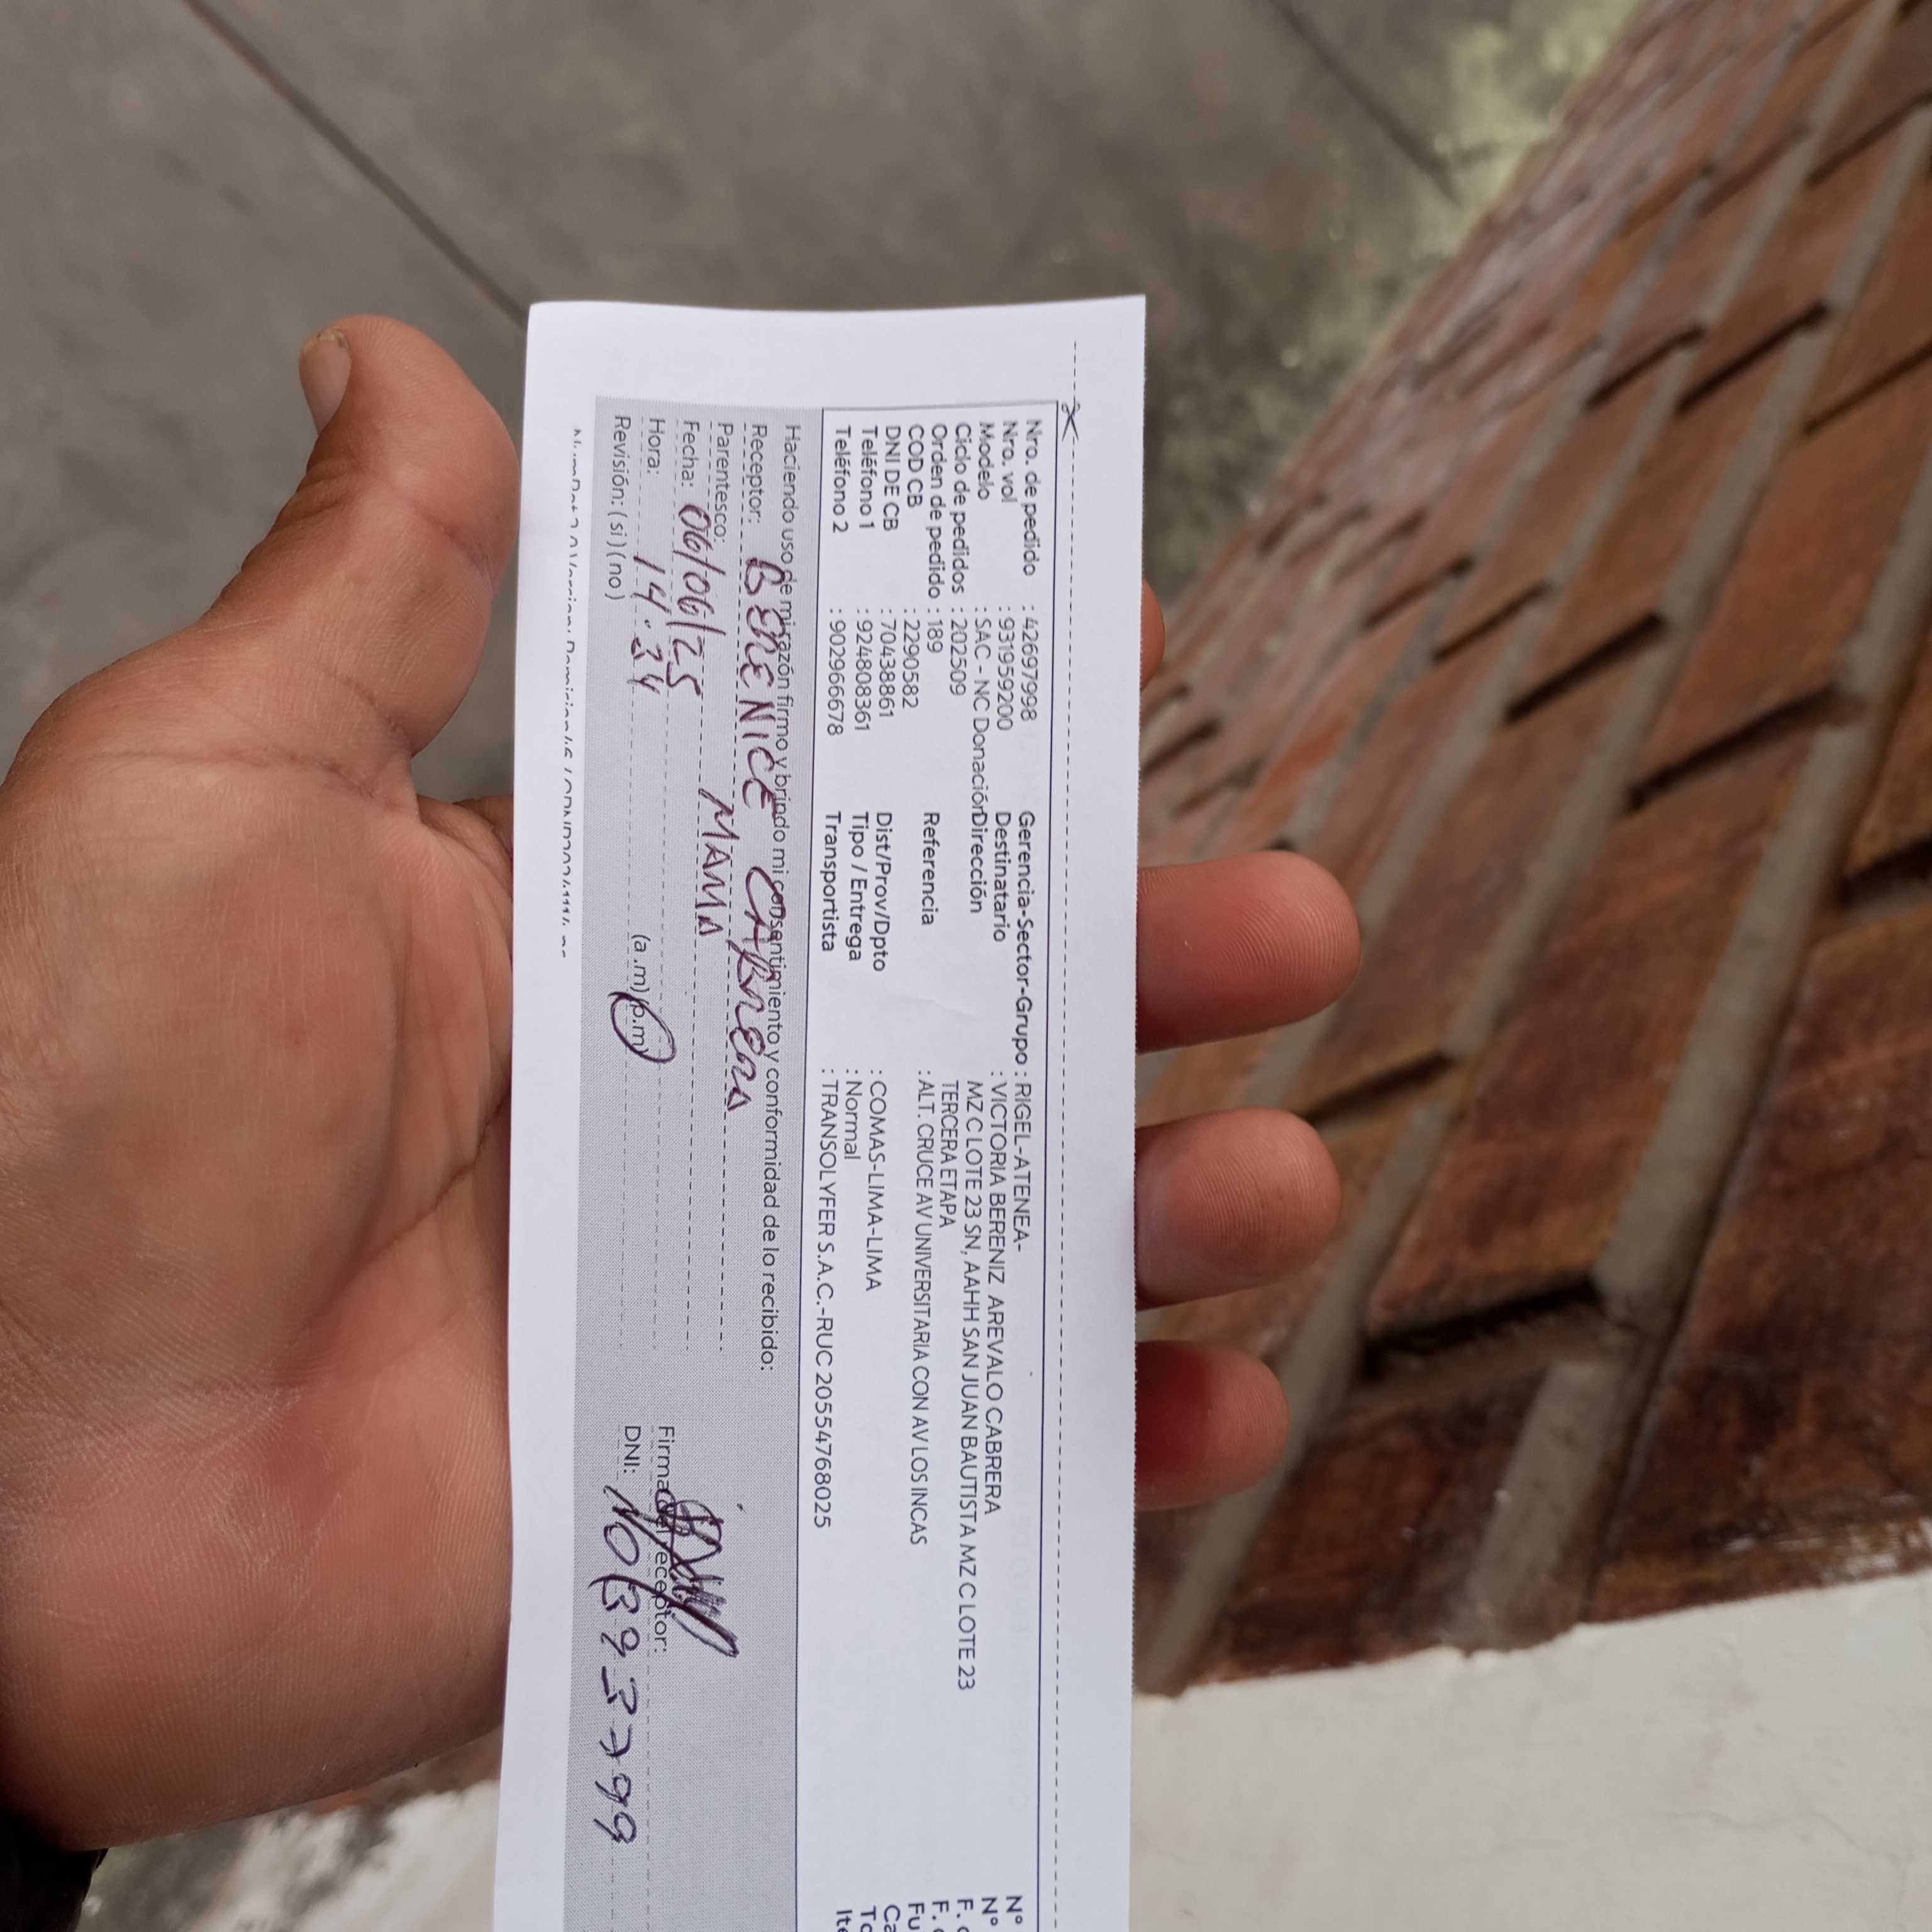 Nro. de pedido : 42697998 Gerencia-Sector-Grupo : RIGEL-ATENEA- N°
Nro. vol : 931959200 Destinatario : VICTORIA BERENIZ AREVALO CABRERA N°
Modelo : SAC - NC Donación Dirección MZ C LOTE 23 SN, AAHH SAN JUAN BAUTISTA MZ C LOTE 23 F.
Ciclo de pedidos : 202509 TERCERA ETAPA F.
Orden de pedido : 189 Referencia : ALT. CRUCE AV UNIVERSITARIA CON AV LOS INCAS Fu
COD CB : 2290582
DNI DE CB : 70438861 Dist/Prov/Dpto : COMAS-LIMA-LIMA Ca
Teléfono 1 : 924808361 Tipo / Entrega : Normal
Teléfono 2 : 902966678 Transportista : TRANSOLYFER S.A.C.-RUC 20554768025
Haciendo uso de mi razón firmo y brindo mi consentimiento y conformidad de lo recibido:
Receptor: BERENICE CABRERA
Parentesco: MAMA
Fecha: 06/06/25
Hora: 14:34 (a.m) (p.m) Firma del receptor:
Revisión: ( si ) ( no ) DNI: